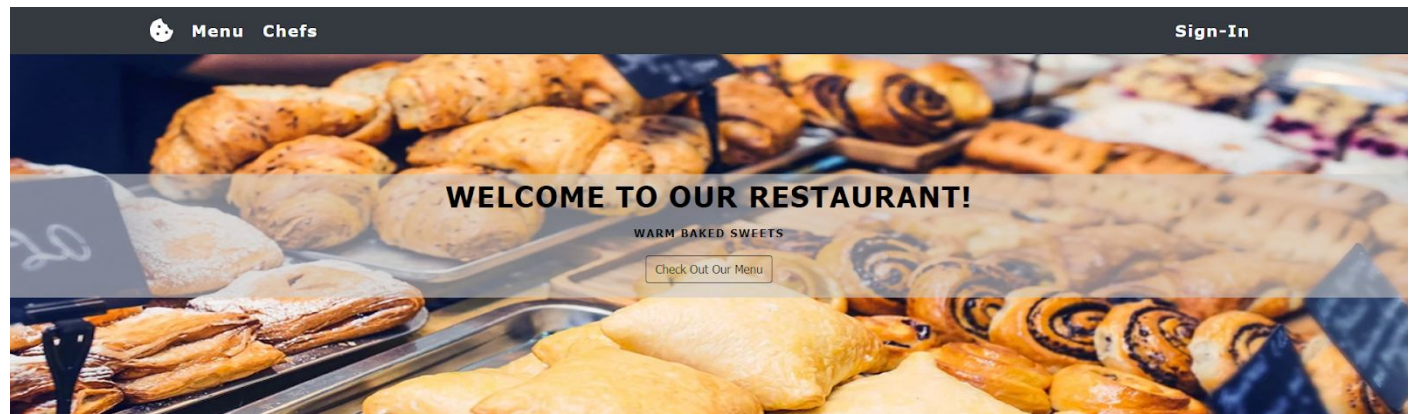 Menu Chefs Sign-In
WELCOME TO OUR RESTAURANT!
WARM BAKED SWEETS
Check Out Our Menu